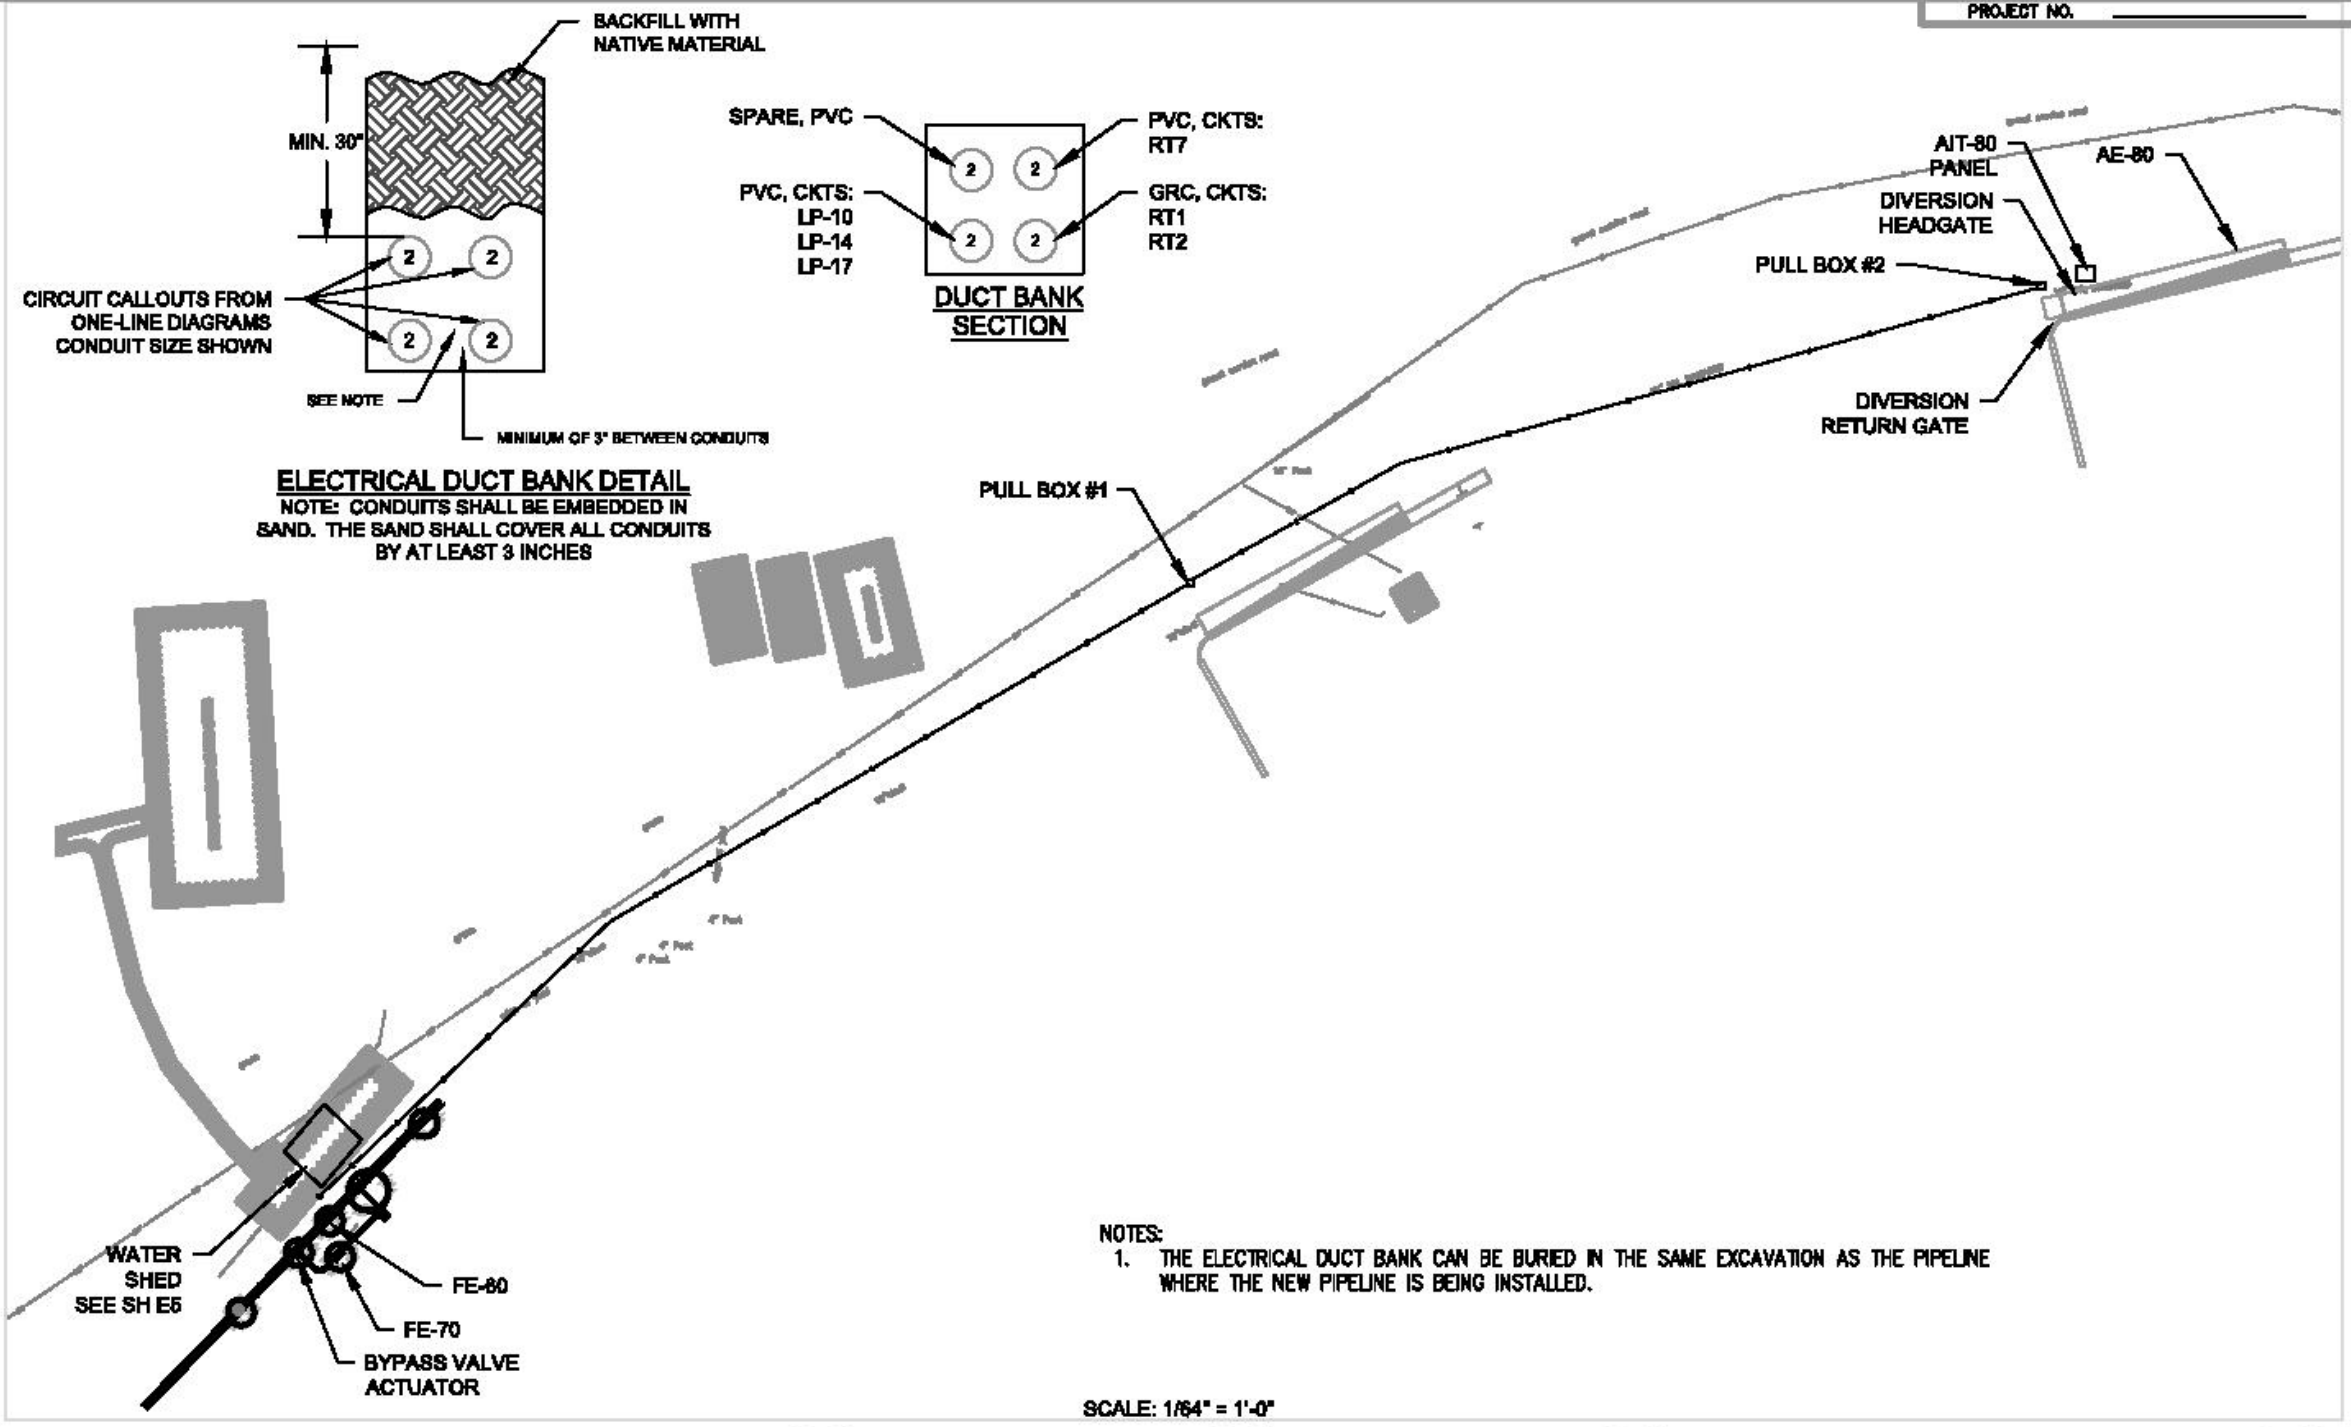 PROJECT NO.
BACKFILL WITH
NATIVE MATERIAL
MIN. 30"
2
2
2
2
CIRCUIT CALLOUTS FROM
ONE-LINE DIAGRAMS
CONDUIT SIZE SHOWN
SEE NOTE
MINIMUM OF 3" BETWEEN CONDUITS
ELECTRICAL DUCT BANK DETAIL
NOTE: CONDUITS SHALL BE EMBEDDED IN
SAND. THE SAND SHALL COVER ALL CONDUITS
BY AT LEAST 3 INCHES
SPARE, PVC
PVC, CKTS:
LP-10
LP-14
LP-17
2
2
2
2
PVC, CKTS:
RT7
GRC, CKTS:
RT1
RT2
DUCT BANK
SECTION
AIT-80
PANEL
AE-80
DIVERSION
HEADGATE
PULL BOX #2
DIVERSION
RETURN GATE
PULL BOX #1
4" Perf.
4" Perf.
WATER
SHED
SEE SH E5
FE-60
FE-70
BYPASS VALVE
ACTUATOR
NOTES:
1. THE ELECTRICAL DUCT BANK CAN BE BURIED IN THE SAME EXCAVATION AS THE PIPELINE
WHERE THE NEW PIPELINE IS BEING INSTALLED.
SCALE: 1/64" = 1'-0"